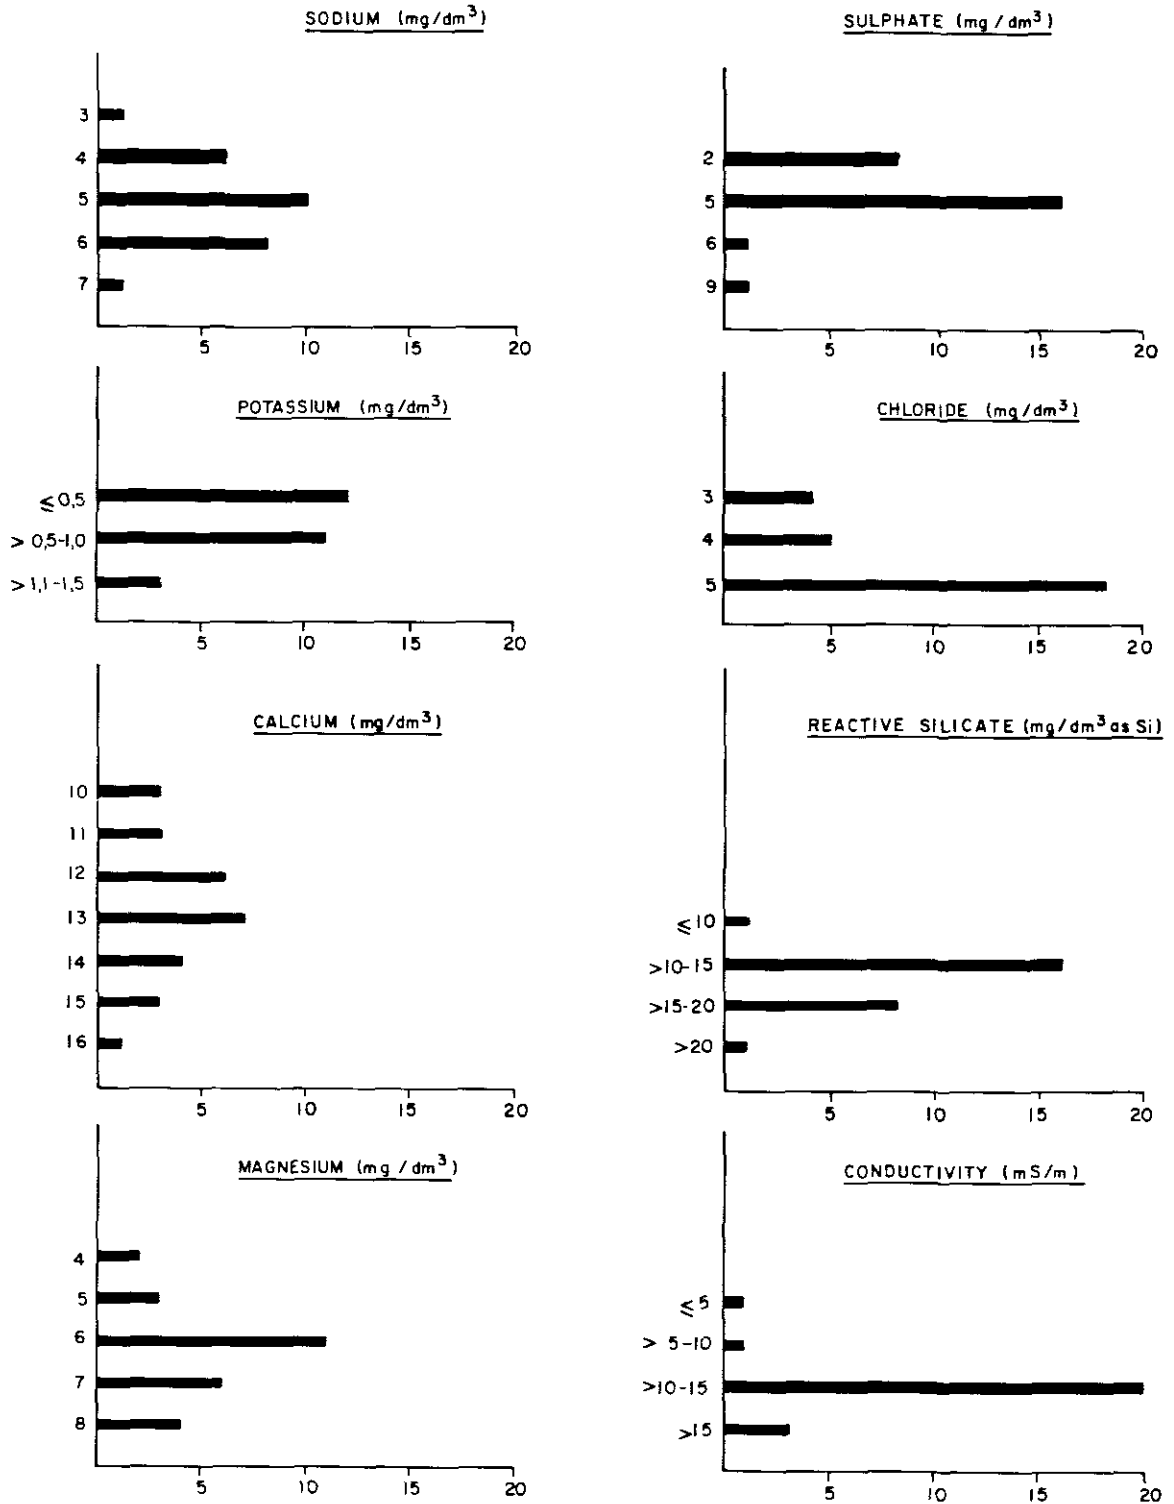 SODIUM (mg/dm³)
3
4
5
6
7
5 10 15 20
POTASSIUM (mg/dm³)
≤ 0,5
> 0,5-1,0
> 1,1-1,5
5 10 15 20
CALCIUM (mg/dm³)
10
11
12
13
14
15
16
5 10 15 20
MAGNESIUM (mg/dm³)
4
5
6
7
8
5 10 15 20
SULPHATE (mg/dm³)
2
5
6
9
5 10 15 20
CHLORIDE (mg/dm³)
3
4
5
5 10 15 20
REACTIVE SILICATE (mg/dm³ as Si)
≤ 10
>10-15
>15-20
>20
5 10 15 20
CONDUCTIVITY (mS/m)
≤ 5
> 5-10
>10-15
>15
5 10 15 20